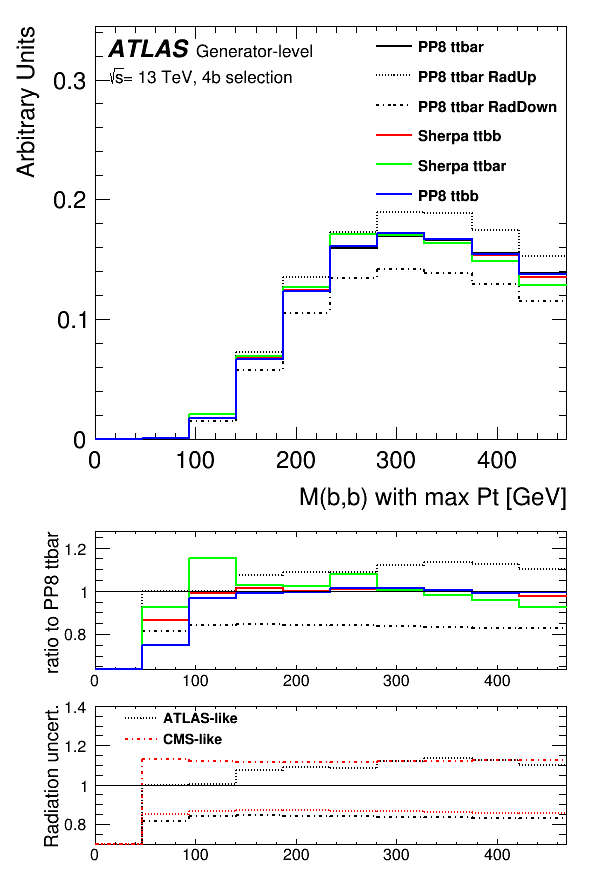 ATLAS Generator-level
√s= 13 TeV, 4b selection
PP8 ttbar
PP8 ttbar RadUp
PP8 ttbar RadDown
Sherpa ttbb
Sherpa ttbar
PP8 ttbb
Arbitrary Units
0.3
0.2
0.1
0
0 100 200 300 400
M(b,b) with max Pt [GeV]
ratio to PP8 ttbar
1.2
1
0.8
0 100 200 300 400
Radiation uncert.
1.4
1.2
1
0.8
ATLAS-like
CMS-like
0 100 200 300 400